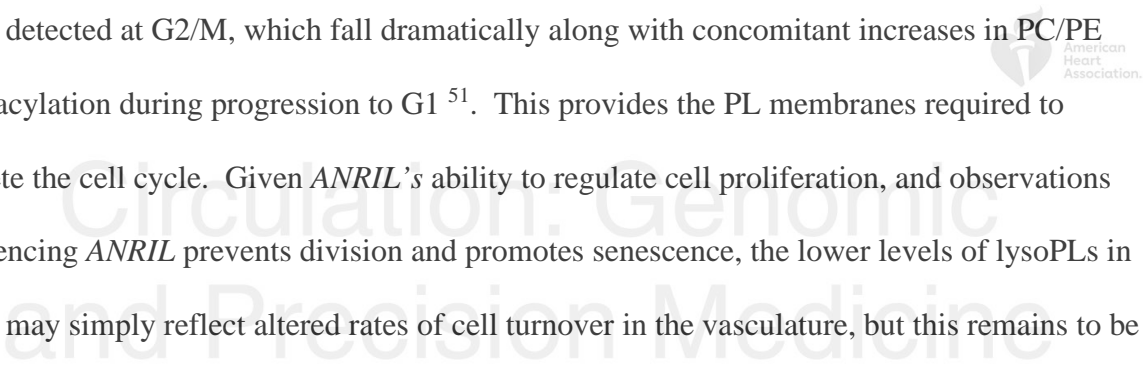 detected at G2/M, which fall dramatically along with concomitant increases in PC/PE
American
Heart
Association.
acylation during progression to G1 51. This provides the PL membranes required to
te the cell cycle. Given ANRIL's ability to regulate cell proliferation, and observations
Circulation: Genomic
encing ANRIL prevents division and promotes senescence, the lower levels of lysoPLs in
may simply reflect altered rates of cell turnover in the vasculature, but this remains to be
and Precision Medicine